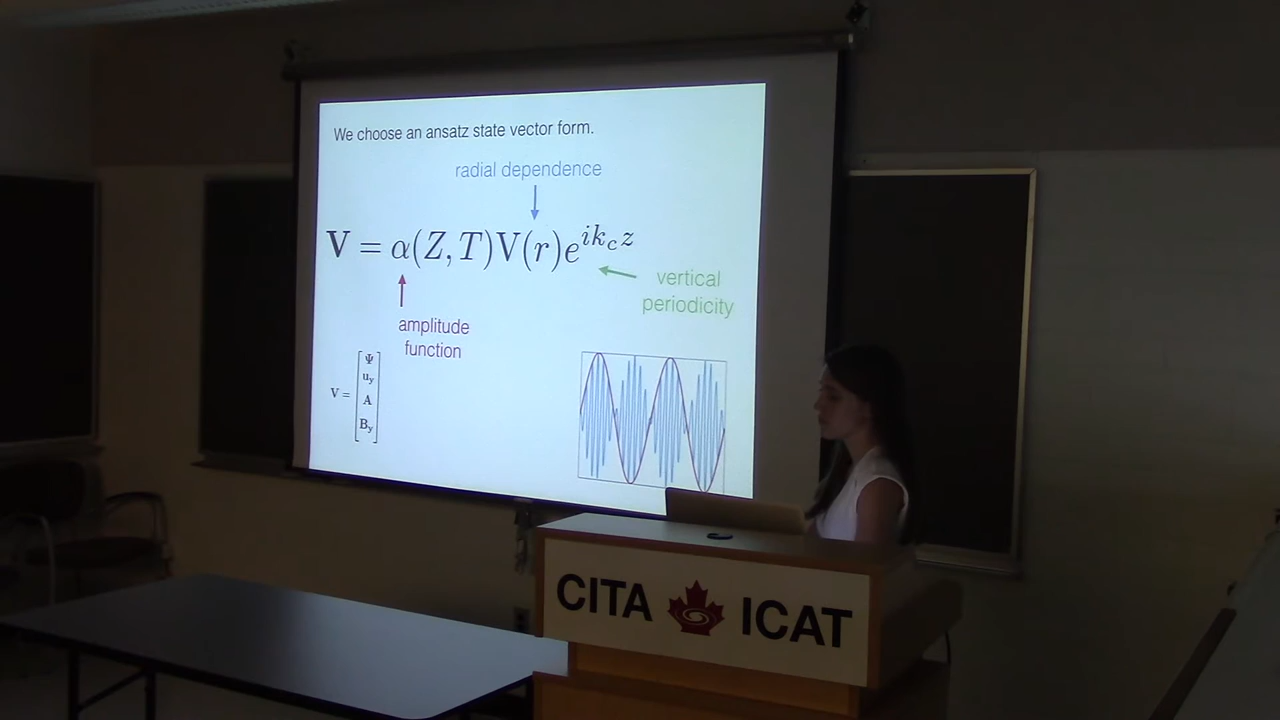 We choose an ansatz state vector form.
radial dependence
V = α(Z, T)V(r)e^{ik_c z}
vertical
periodicity
amplitude
function
V = [Ψ
u_y
A
B_y]
CITA ICAT